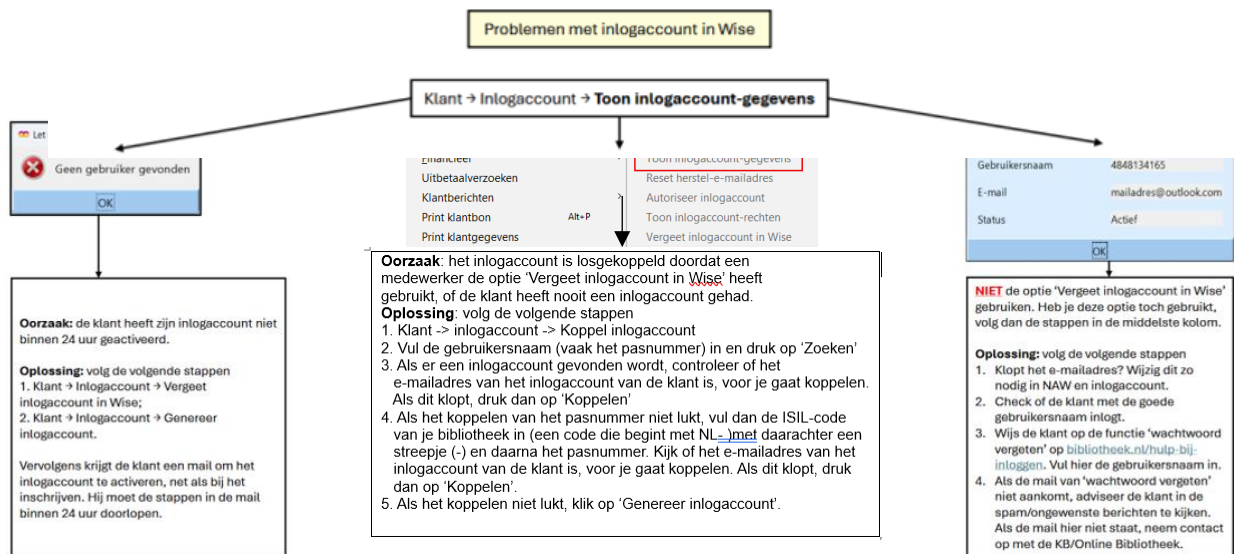 Problemen met inlogaccount in Wise
Klant → Inlogaccount → Toon inlogaccount-gegevens
Let
Geen gebruiker gevonden
OK
Oorzaak: de klant heeft zijn inlogaccount niet
binnen 24 uur geactiveerd.
Oplossing: volg de volgende stappen
1. Klant → Inlogaccount → Vergeet
inlogaccount in Wise;
2. Klant → Inlogaccount → Genereer
inlogaccount.
Vervolgens krijgt de klant een mail om het
inlogaccount te activeren, net als bij het
inschrijven. Hij moet de stappen in de mail
binnen 24 uur doorlopen.
Financieel
Uitbetaalverzoeken
Klantberichten
Print klantbon Alt+P
Print klantgegevens
Toon inlogaccount-gegevens
Reset herstel-e-mailadres
Autoriseer inlogaccount
Toon inlogaccount-rechten
Vergeet inlogaccount in Wise
Oorzaak: het inlogaccount is losgekoppeld doordat een
medewerker de optie ‘Vergeet inlogaccount in Wise’ heeft
gebruikt, of de klant heeft nooit een inlogaccount gehad.
Oplossing: volg de volgende stappen
1. Klant -> inlogaccount -> Koppel inlogaccount
2. Vul de gebruikersnaam (vaak het pasnummer) in en druk op ‘Zoeken’
3. Als er een inlogaccount gevonden wordt, controleer of het
e-mailadres van het inlogaccount van de klant is, voor je gaat koppelen.
Als dit klopt, druk dan op ‘Koppelen’
4. Als het koppelen van het pasnummer niet lukt, vul dan de ISIL-code
van je bibliotheek in (een code die begint met NL- )met daarachter een
streepje (-) en daarna het pasnummer. Kijk of het e-mailadres van het
inlogaccount van de klant is, voor je gaat koppelen. Als dit klopt, druk
dan op ‘Koppelen’.
5. Als het koppelen niet lukt, klik op ‘Genereer inlogaccount’.
Gebruikersnaam 4848134165
E-mail mailadres@outlook.com
Status Actief
OK
NIET de optie ‘Vergeet inlogaccount in Wise’
gebruiken. Heb je deze optie toch gebruikt,
volg dan de stappen in de middelste kolom.
Oplossing: volg de volgende stappen
1. Klopt het e-mailadres? Wijzig dit zo
nodig in NAW en inlogaccount.
2. Check of de klant met de goede
gebruikersnaam inlogt.
3. Wijs de klant op de functie ‘wachtwoord
vergeten’ op bibliotheek.nl/hulp-bij-
inloggen. Vul hier de gebruikersnaam in.
4. Als de mail van ‘wachtwoord vergeten’
niet aankomt, adviseer de klant in de
spam/ongewenste berichten te kijken.
Als de mail hier niet staat, neem contact
op met de KB/Online Bibliotheek.